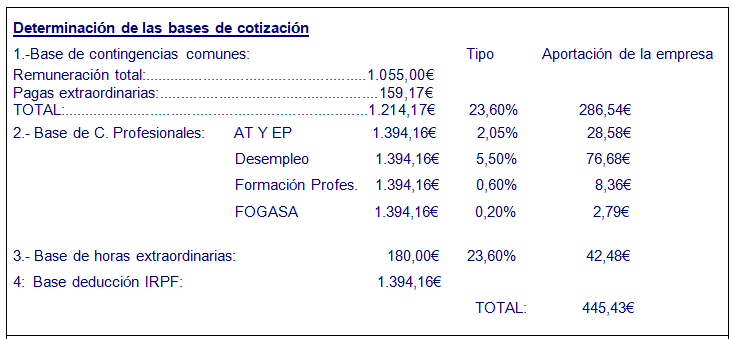 Determinación de las bases de cotización
1.-Base de contingencias comunes: Tipo Aportación de la empresa
Remuneración total:......................................................1.055,00€
Pagas extraordinarias:.....................................................159,17€
TOTAL:..........................................................................1.214,17€ 23,60% 286,54€
2.- Base de C. Profesionales: AT Y EP 1.394,16€ 2,05% 28,58€
Desempleo 1.394,16€ 5,50% 76,68€
Formación Profes. 1.394,16€ 0,60% 8,36€
FOGASA 1.394,16€ 0,20% 2,79€
3.- Base de horas extraordinarias: 180,00€ 23,60% 42,48€
4: Base deducción IRPF: 1.394,16€
TOTAL: 445,43€